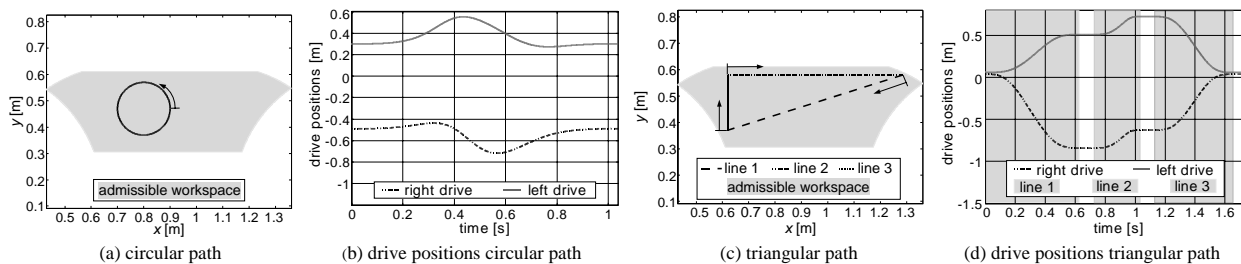 0.8
0.7
0.6
0.5
0.4
0.3
0.2
0.1
y [m]
admissible workspace
0.5 0.6 0.7 0.8 0.9 1 1.1 1.2 1.3
x [m]
(a) circular path
0.6
0.4
0.2
0
-0.2
-0.4
-0.6
-0.8
-1
drive positions [m]
right drive left drive
0 0.2 0.4 0.6 0.8 1
time [s]
(b) drive positions circular path
0.8
0.7
0.6
0.5
0.4
0.3
0.2
0.1
y [m]
line 1 line 2 line 3
admissible workspace
0.5 0.6 0.7 0.8 0.9 1 1.1 1.2 1.3
x [m]
(c) triangular path
0.5
0
-0.5
-1
-1.5
drive positions [m]
right drive left drive
line 1 line 2 line 3
0 0.2 0.4 0.6 0.8 1 1.2 1.4 1.6
time [s]
(d) drive positions triangular path